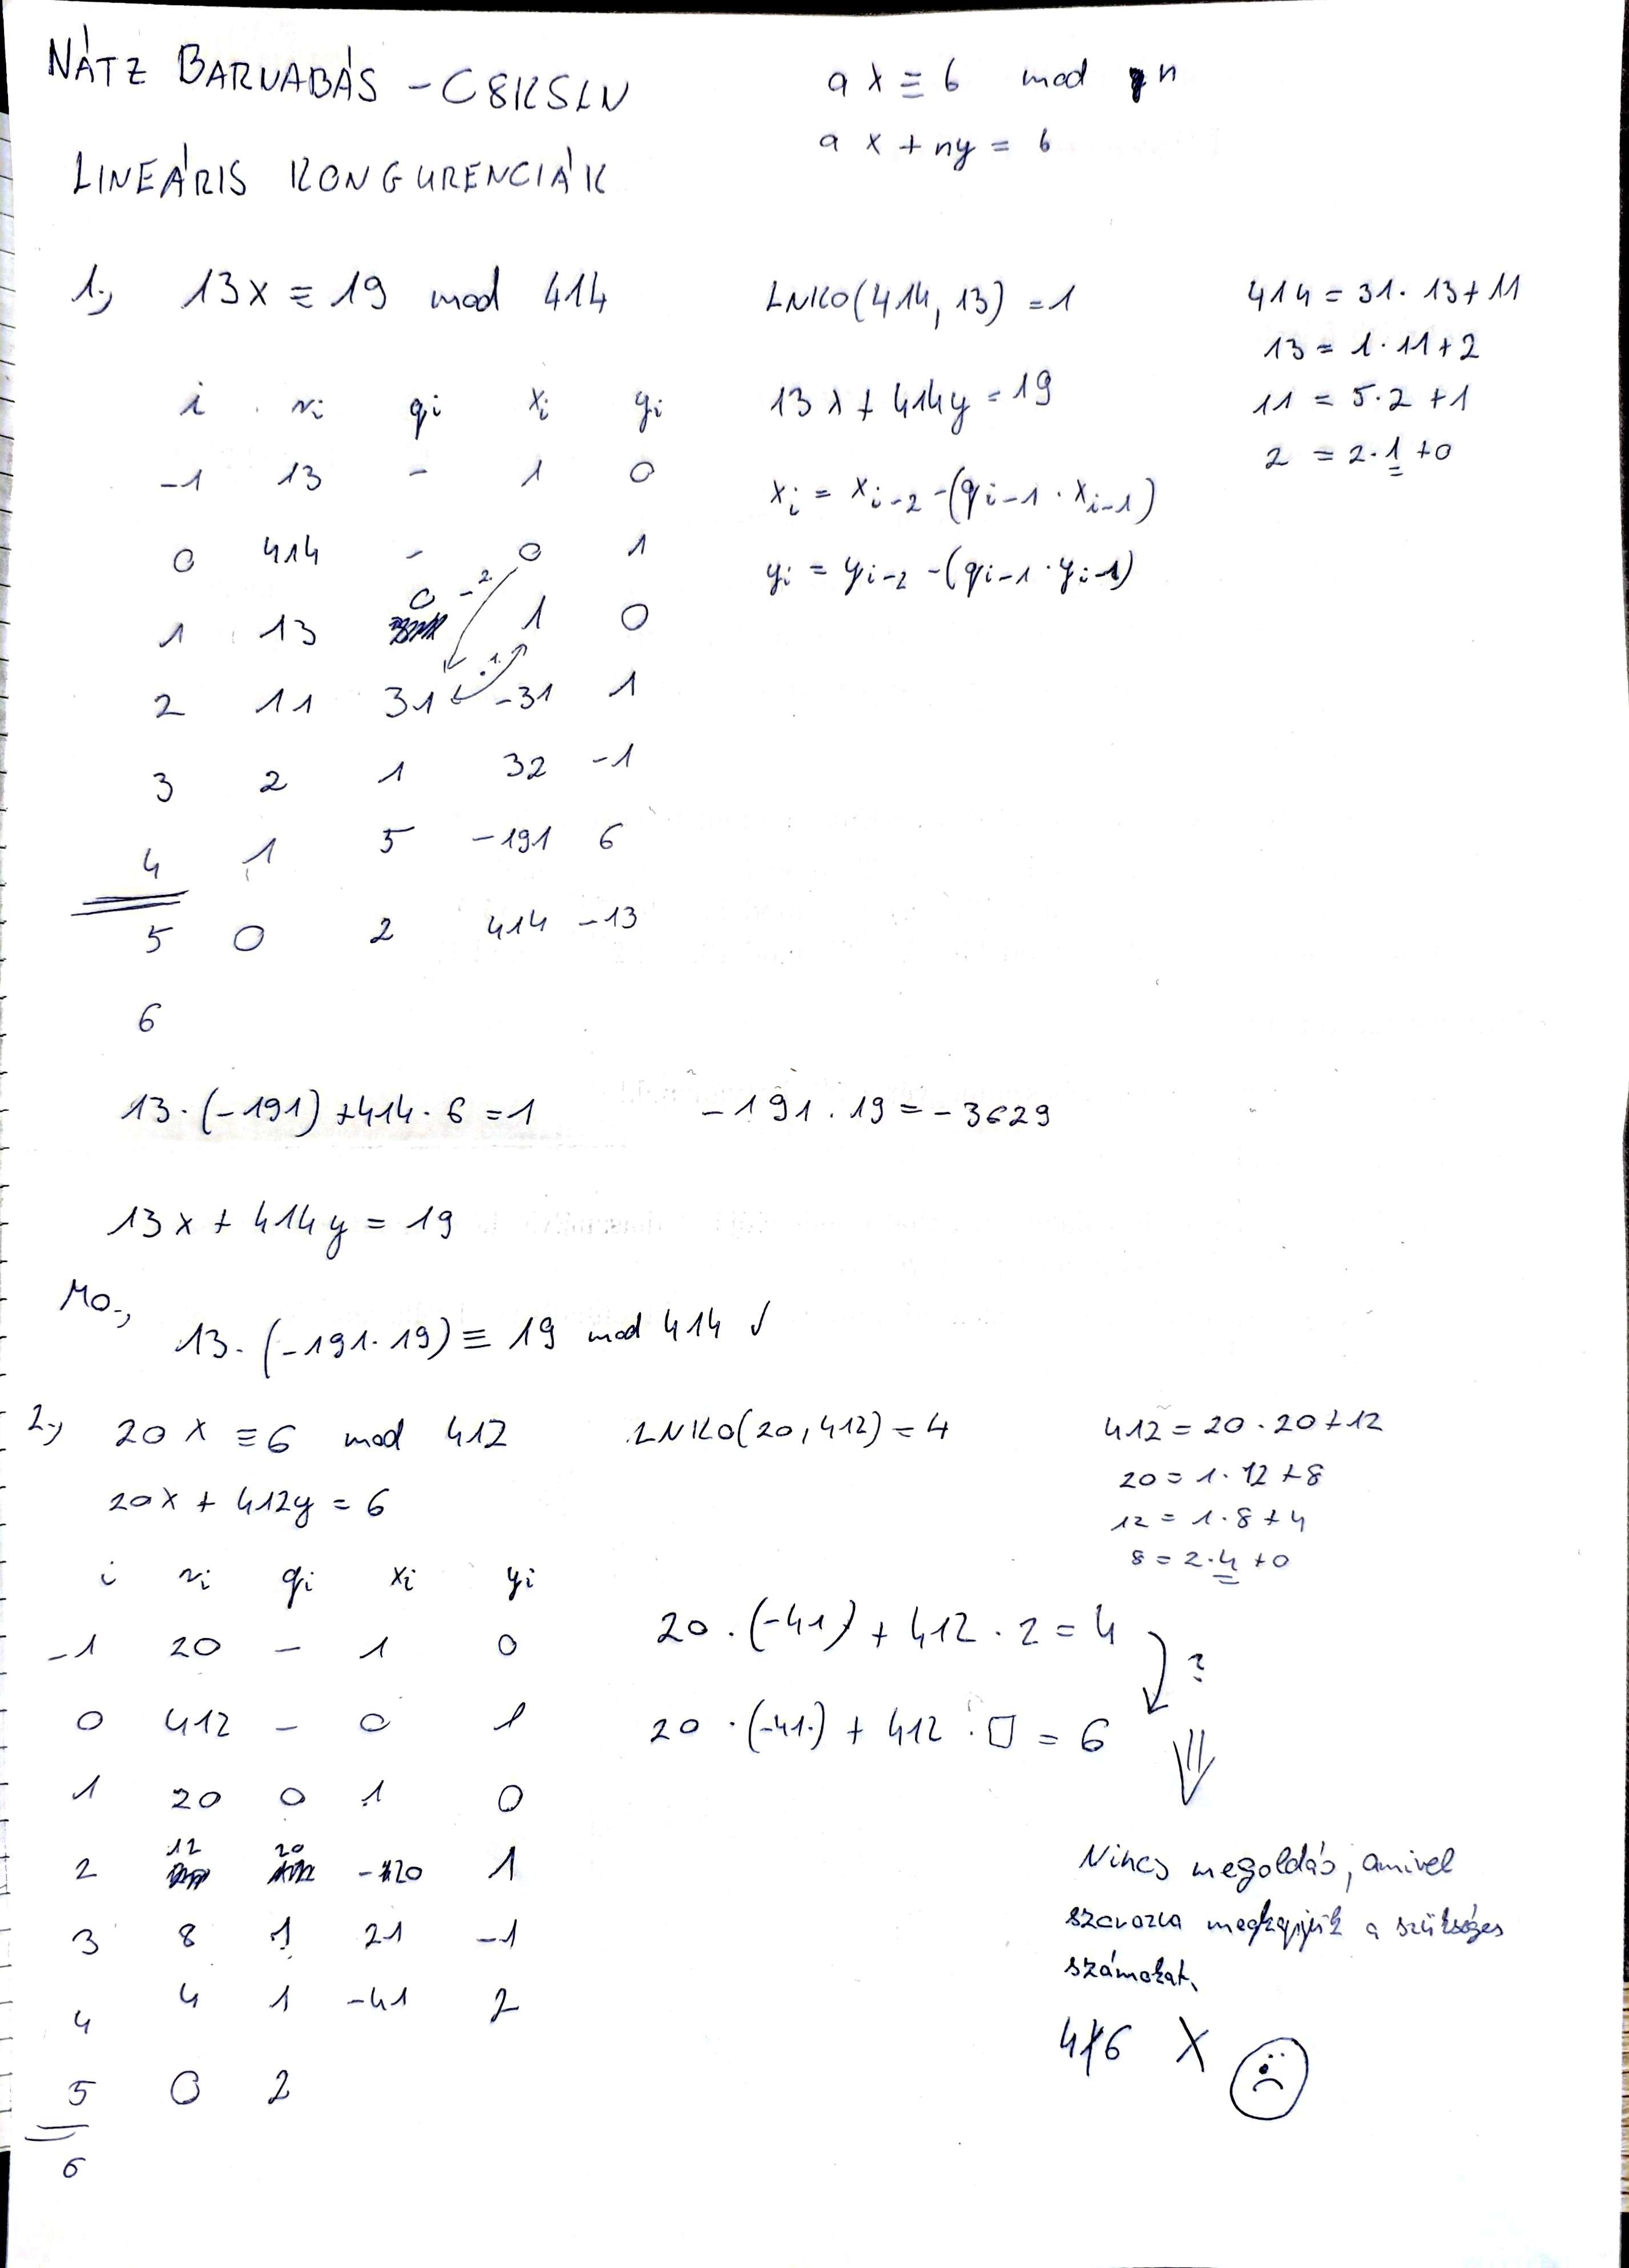 NÁTZ BARNABÁS - C8KSLN
ax ≡ b mod n
ax + ny = b
LINEÁRIS KONGURENCIÁK
1., 13x ≡ 19 mod 414
LNKO(414, 13) = 1
414 = 31·13+11
13 = 1·11+2
11 = 5·2+1
2 = 2·1+0
13x + 414y = 19
xi = xi-2 - (qi-1 · xi-1)
yi = yi-2 - (qi-1 · yi-1)
i ri qi xi yi
-1 13 - 1 0
0 414 - 0 1
1 13 0 1 0
-2.
·1.
2 11 31 -31 1
3 2 1 32 -1
4 1 5 -191 6
5 0 2 414 -13
6
13·(-191)+414·6=1
-191·19=-3629
13x + 414y = 19
Mo.,
13·(-191·19) ≡ 19 mod 414 ✓
2., 20x ≡ 6 mod 412
LNKO(20,412)=4
412 = 20·20+12
20 = 1·12+8
12 = 1·8+4
8 = 2·4+0
20x + 412y = 6
i ri qi xi yi
-1 20 - 1 0
0 412 - 0 1
1 20 0 1 0
2 12 20 -20 1
3 8 1 21 -1
4 4 1 -41 2
5 0 2
6
20·(-41) + 412·2 = 4
?
20·(-41·) + 412·□ = 6
Nincs megoldás, amivel
szorozva megkapjuk a szükséges
számokat.
4∤6 X